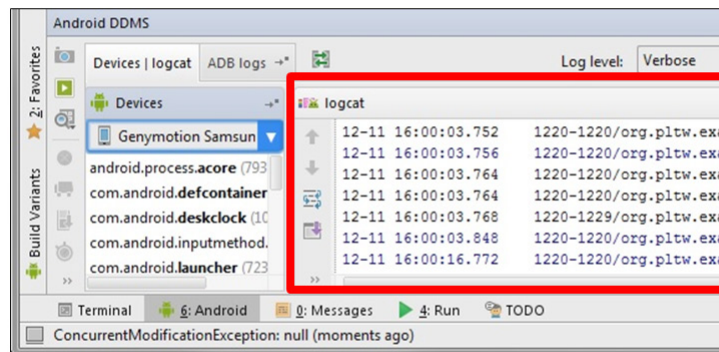 Android DDMS
2: Favorites
Build Variants
Devices | logcat
ADB logs
Log level:
Verbose
Devices
Genymotion Samsun
android.process.acore (793
com.android.defcontainer
com.android.deskclock (10
com.android.inputmethod.
com.android.launcher (723
>>
logcat
12-11 16:00:03.752 1220-1220/org.pltw.exa
12-11 16:00:03.756 1220-1220/org.pltw.exa
12-11 16:00:03.764 1220-1220/org.pltw.exa
12-11 16:00:03.764 1220-1220/org.pltw.exa
12-11 16:00:03.768 1220-1229/org.pltw.exa
12-11 16:00:03.848 1220-1220/org.pltw.exa
12-11 16:00:16.772 1220-1220/org.pltw.exa
>>
Terminal
6: Android
0: Messages
4: Run
TODO
ConcurrentModificationException: null (moments ago)